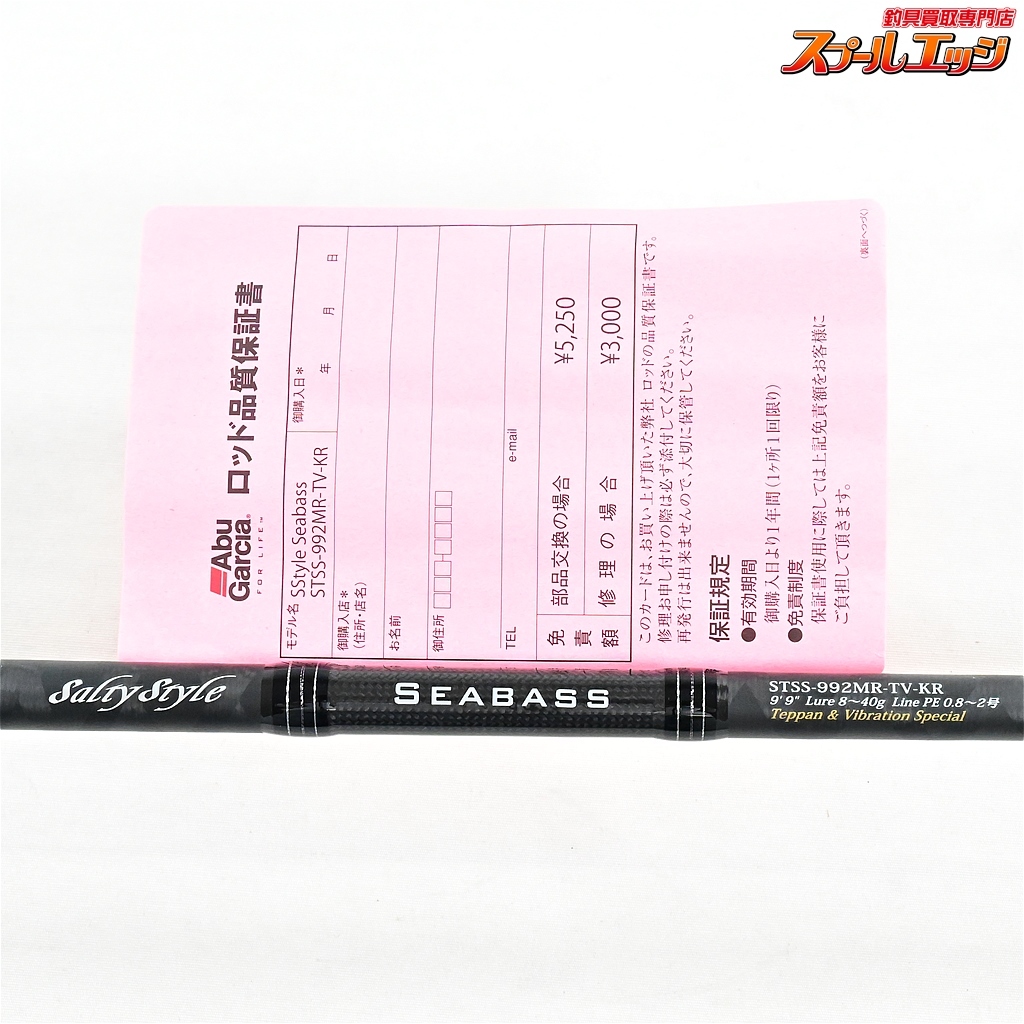 釣具買取専門店
スプールエッジ
Abu Garcia®
FOR LIFE™
ロッド品質保証書
モデル名 SStyle Seabass
STSS-992MR-TV-KR
御購入日* 年 月 日
御購入店*
(住所・店名)
お名前
御住所 □□□-□□□□
TEL e-mail
免責額 部品交換の場合 ¥5,250
修理の場合 ¥3,000
このカードは、お買い上げ頂いた弊社 ロッドの品質保証書です。
修理お申し付けの際は必ず添付してください。
再発行は出来ませんので、大切に保管してください。
保証規定
●有効期間
御購入日より1年間(1ヶ所1回限り)
●免責制度
保証書使用に際しては上記免責額をお客様に
ご負担して頂きます。
(裏面へつづく)
Salty Style
SEABASS
STSS-992MR-TV-KR
9'9" Lure 8～40g Line PE 0.8～2号
Teppan & Vibration Special